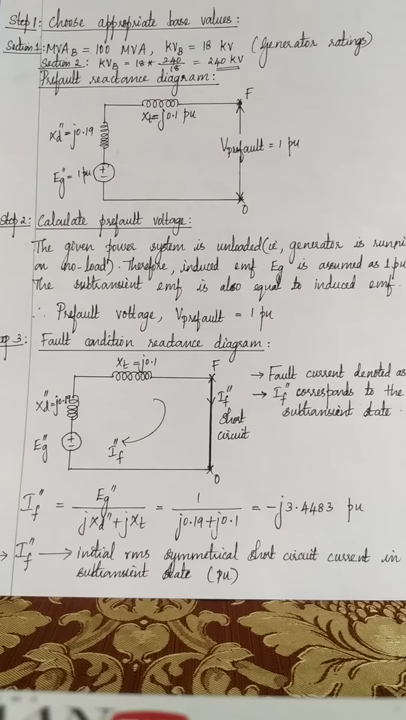 Step 1: Choose appropriate base values:
Section 1: MVA_B = 100 MVA, KV_B = 18 KV (Generator ratings)
Section 2: KV_B = 18 * 240/18 = 240 KV
Prefault reactance diagram:
F
X_t = j0.1 pu
X_d'' = j0.19
V_prefault = 1 pu
E_g'' = 1 pu
O
Step 2: Calculate prefault voltage:
The given power system is unloaded (ie, generator is runni
on no-load). Therefore, induced emf Eg is assumed as 1 pu
The subtransient emf is also equal to induced emf.
∴ Prefault voltage, V_prefault = 1 pu
ep 3: Fault condition reactance diagram:
X_t = j0.1
F
→ Fault current denoted as
X_d'' = j0.19
I_f''
→ I_f'' corresponds to the
short
subtransient state.
circuit
E_g''
I_f''
O
I_f'' = E_g'' / (jX_d'' + jX_t) = 1 / (j0.19 + j0.1) = -j3.4483 pu
→ I_f'' → initial rms symmetrical short circuit current in
subtransient state (pu)